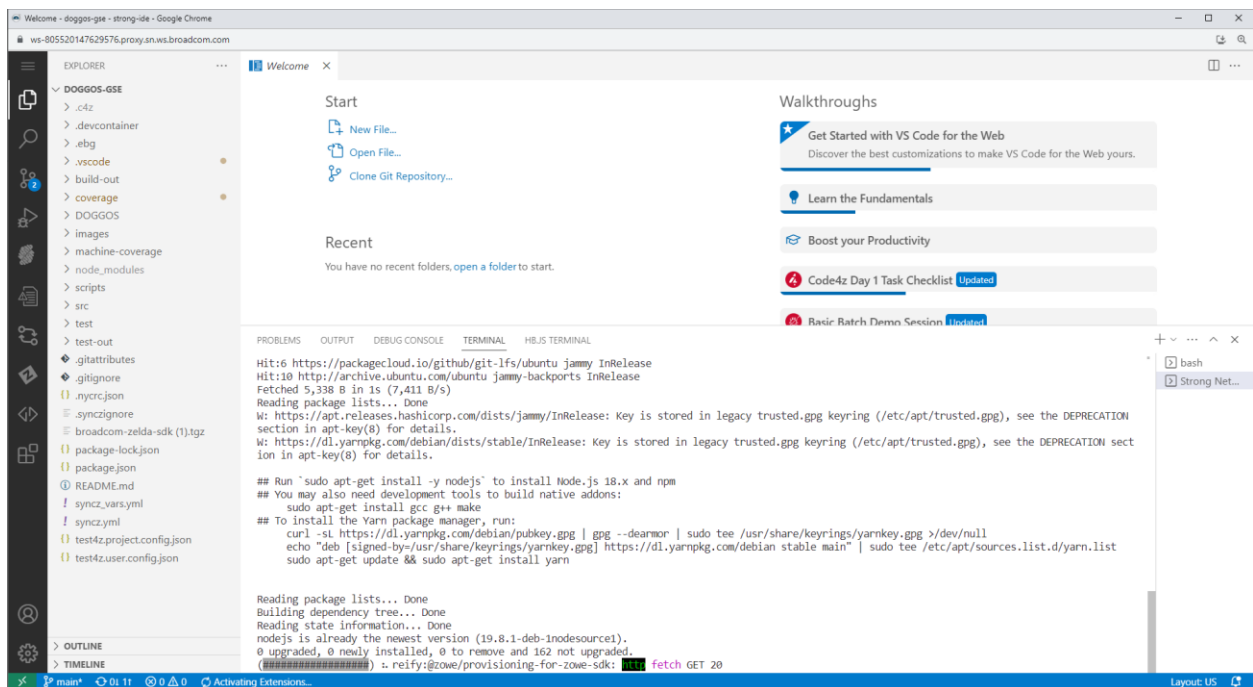 Welcome - doggos-gse - strong-ide - Google Chrome
ws-805520147629576.proxy.sn.ws.broadcom.com
EXPLORER
DOGGOS-GSE
.c4z
.devcontainer
.ebg
.vscode
build-out
coverage
DOGGOS
images
machine-coverage
node_modules
scripts
src
test
test-out
.gitattributes
.gitignore
{} .nycrc.json
.synczignore
broadcom-zelda-sdk (1).tgz
{} package-lock.json
{} package.json
README.md
! syncz_vars.yml
! syncz.yml
{} test4z.project.config.json
{} test4z.user.config.json
OUTLINE
TIMELINE
2
Welcome
Start
New File...
Open File...
Clone Git Repository...
Recent
You have no recent folders, open a folder to start.
Walkthroughs
Get Started with VS Code for the Web
Discover the best customizations to make VS Code for the Web yours.
Learn the Fundamentals
Boost your Productivity
Code4z Day 1 Task Checklist Updated
Basic Batch Demo Session Updated
PROBLEMS OUTPUT DEBUG CONSOLE TERMINAL HB.JS TERMINAL
bash
Strong Net...
Hit:6 https://packagecloud.io/github/git-lfs/ubuntu jammy InRelease
Hit:10 http://archive.ubuntu.com/ubuntu jammy-backports InRelease
Fetched 5,338 B in 1s (7,411 B/s)
Reading package lists... Done
W: https://apt.releases.hashicorp.com/dists/jammy/InRelease: Key is stored in legacy trusted.gpg keyring (/etc/apt/trusted.gpg), see the DEPRECATION
section in apt-key(8) for details.
W: https://dl.yarnpkg.com/debian/dists/stable/InRelease: Key is stored in legacy trusted.gpg keyring (/etc/apt/trusted.gpg), see the DEPRECATION sect
ion in apt-key(8) for details.
## Run `sudo apt-get install -y nodejs` to install Node.js 18.x and npm
## You may also need development tools to build native addons:
sudo apt-get install gcc g++ make
## To install the Yarn package manager, run:
curl -sL https://dl.yarnpkg.com/debian/pubkey.gpg | gpg --dearmor | sudo tee /usr/share/keyrings/yarnkey.gpg >/dev/null
echo "deb [signed-by=/usr/share/keyrings/yarnkey.gpg] https://dl.yarnpkg.com/debian stable main" | sudo tee /etc/apt/sources.list.d/yarn.list
sudo apt-get update && sudo apt-get install yarn
Reading package lists... Done
Building dependency tree... Done
Reading state information... Done
nodejs is already the newest version (19.8.1-deb-1nodesource1).
0 upgraded, 0 newly installed, 0 to remove and 162 not upgraded.
(##################) ⠦ reify:@zowe/provisioning-for-zowe-sdk: http fetch GET 20
main* 0↓ 1↑ 0 0 0 Activating Extensions...
Layout: US